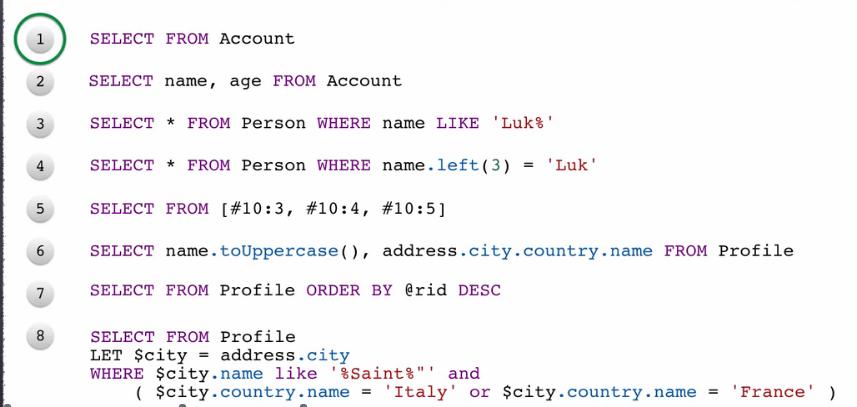 1 SELECT FROM Account
2 SELECT name, age FROM Account
3 SELECT * FROM Person WHERE name LIKE 'Luk%'
4 SELECT * FROM Person WHERE name.left(3) = 'Luk'
5 SELECT FROM [#10:3, #10:4, #10:5]
6 SELECT name.toUppercase(), address.city.country.name FROM Profile
7 SELECT FROM Profile ORDER BY @rid DESC
8 SELECT FROM Profile
LET $city = address.city
WHERE $city.name like '%Saint%"' and
( $city.country.name = 'Italy' or $city.country.name = 'France' )